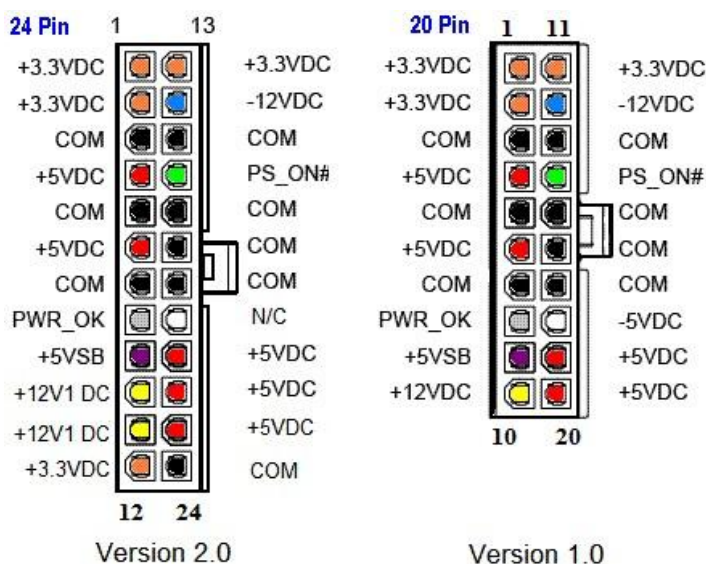 24 Pin 1 13
+3.3VDC +3.3VDC
+3.3VDC -12VDC
COM COM
+5VDC PS_ON#
COM COM
+5VDC COM
COM COM
PWR_OK N/C
+5VSB +5VDC
+12V1 DC +5VDC
+12V1 DC +5VDC
+3.3VDC COM
12 24
Version 2.0
20 Pin 1 11
+3.3VDC +3.3VDC
+3.3VDC -12VDC
COM COM
+5VDC PS_ON#
COM COM
+5VDC COM
COM COM
PWR_OK -5VDC
+5VSB +5VDC
+12VDC +5VDC
10 20
Version 1.0